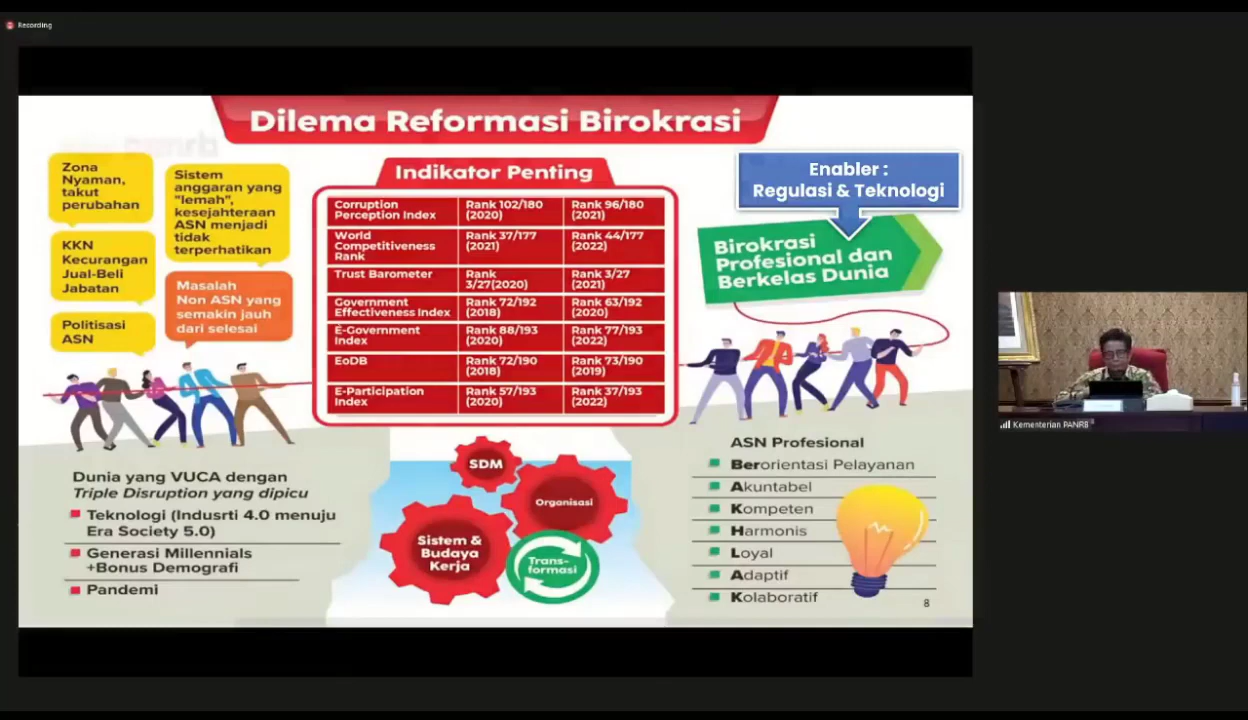 Recording
Dilema Reformasi Birokrasi
Zona
Nyaman,
takut
perubahan
Sistem
anggaran yang
"lemah",
kesejahteraan
ASN menjadi
tidak
terperhatikan
KKN
Kecurangan
Jual-Beli
Jabatan
Masalah
Non ASN yang
semakin jauh
dari selesai
Politisasi
ASN
Indikator Penting
Corruption
Perception Index
Rank 102/180
(2020)
Rank 96/180
(2021)
World
Competitiveness
Rank
Rank 37/177
(2021)
Rank 44/177
(2022)
Trust Barometer
Rank
3/27(2020)
Rank 3/27
(2021)
Government
Effectiveness Index
Rank 72/192
(2018)
Rank 63/192
(2020)
E-Government
Index
Rank 88/193
(2020)
Rank 77/193
(2022)
EoDB
Rank 72/190
(2018)
Rank 73/190
(2019)
E-Participation
Index
Rank 57/193
(2020)
Rank 37/193
(2022)
Enabler :
Regulasi & Teknologi
Birokrasi
Profesional dan
Berkelas Dunia
Dunia yang VUCA dengan
Triple Disruption yang dipicu
Teknologi (Indusrti 4.0 menuju
Era Society 5.0)
Generasi Millennials
+Bonus Demografi
Pandemi
SDM
Organisasi
Sistem &
Budaya
Kerja
Trans-
formasi
ASN Profesional
Berorientasi Pelayanan
Akuntabel
Kompeten
Harmonis
Loyal
Adaptif
Kolaboratif
8
Kementerian PANRB